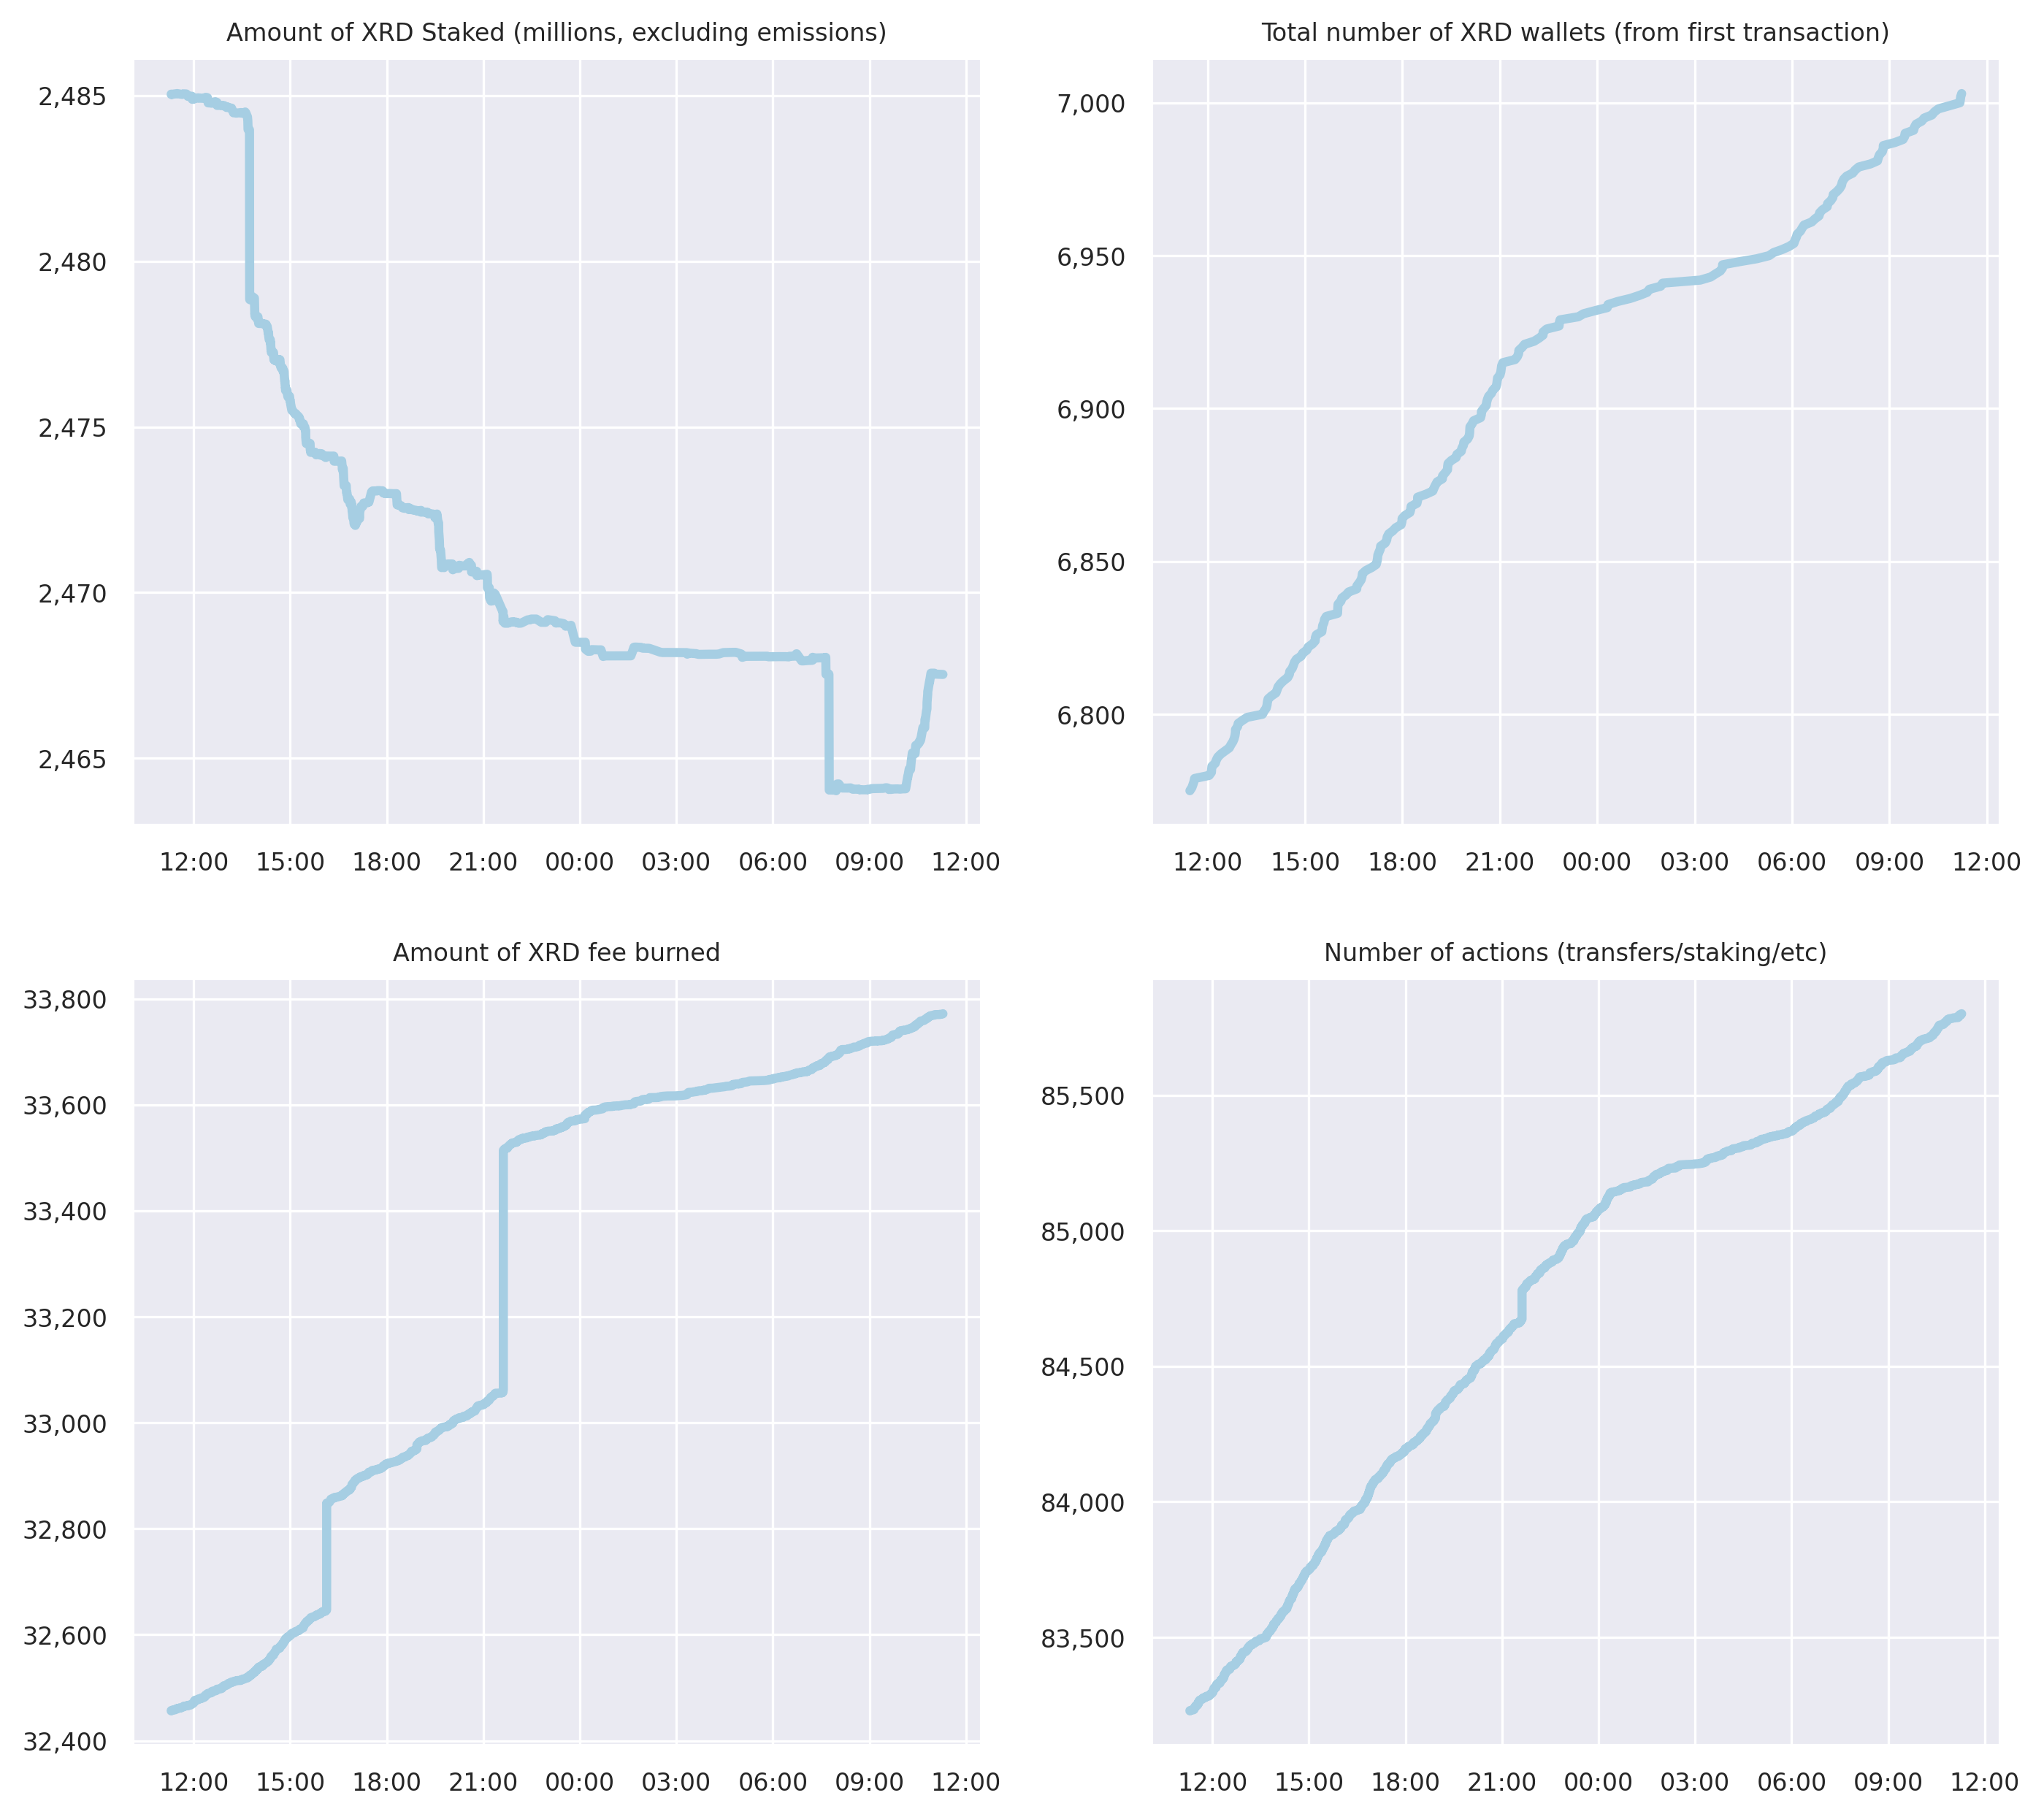 Amount of XRD Staked (millions, excluding emissions)
2,485
2,480
2,475
2,470
2,465
12:00 15:00 18:00 21:00 00:00 03:00 06:00 09:00 12:00
Total number of XRD wallets (from first transaction)
7,000
6,950
6,900
6,850
6,800
12:00 15:00 18:00 21:00 00:00 03:00 06:00 09:00 12:00
Amount of XRD fee burned
33,800
33,600
33,400
33,200
33,000
32,800
32,600
32,400
12:00 15:00 18:00 21:00 00:00 03:00 06:00 09:00 12:00
Number of actions (transfers/staking/etc)
85,500
85,000
84,500
84,000
83,500
12:00 15:00 18:00 21:00 00:00 03:00 06:00 09:00 12:00